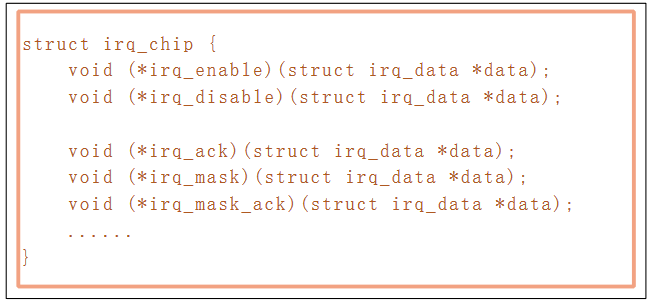 struct irq_chip {
    void (*irq_enable)(struct irq_data *data);
    void (*irq_disable)(struct irq_data *data);

    void (*irq_ack)(struct irq_data *data);
    void (*irq_mask)(struct irq_data *data);
    void (*irq_mask_ack)(struct irq_data *data);
    ......
}